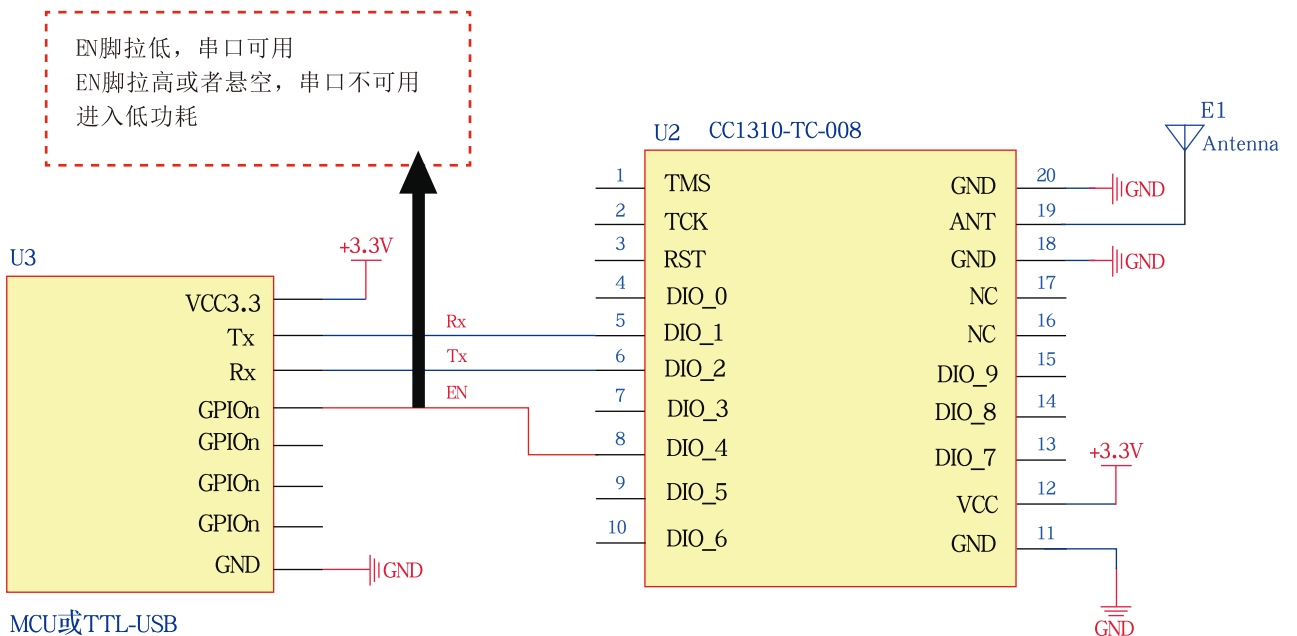 EN脚拉低，串口可用
EN脚拉高或者悬空，串口不可用
进入低功耗
U3
+3.3V
VCC3.3
Tx
Rx
GPIOn
GPIOn
GPIOn
GPIOn
GND
GND
MCU或TTL-USB
Rx
Tx
EN
U2 CC1310-TC-008
1 TMS
2 TCK
3 RST
4 DIO_0
5 DIO_1
6 DIO_2
7 DIO_3
8 DIO_4
9 DIO_5
10 DIO_6
GND 20 GND
ANT 19
GND 18 GND
NC 17
NC 16
DIO_9 15
DIO_8 14
DIO_7 13
VCC 12
GND 11
E1
Antenna
+3.3V
GND